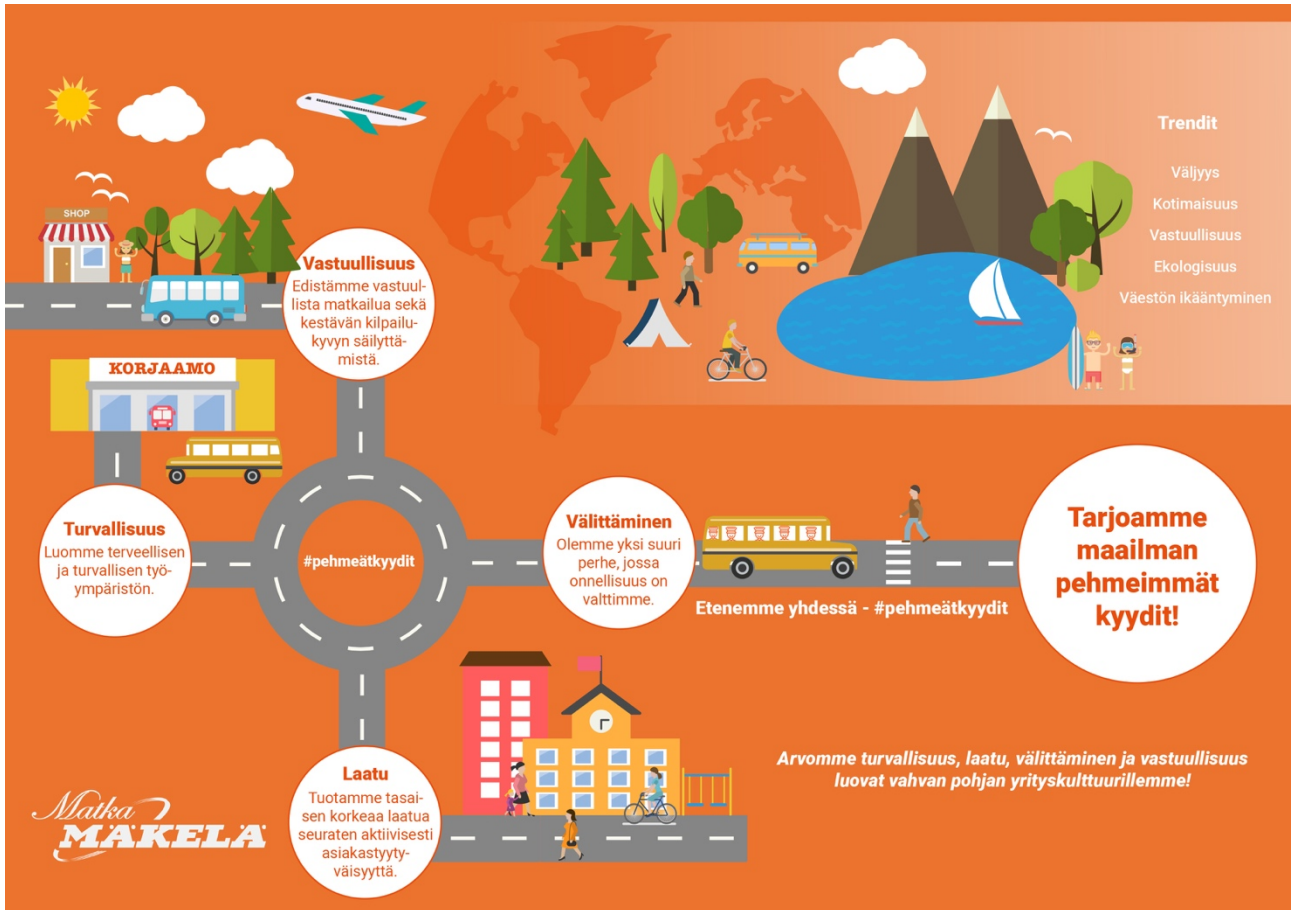 SHOP
Vastuullisuus
Edistämme vastuul-
lista matkailua sekä
kestävän kilpailu-
kyvyn säilyttä-
mistä.
Trendit
Väljyys
Kotimaisuus
Vastuullisuus
Ekologisuus
Väestön ikääntyminen
KORJAAMO
Turvallisuus
Luomme terveellisen
ja turvallisen työ-
ympäristön.
#pehmeätkyydit
Välittäminen
Olemme yksi suuri
perhe, jossa
onnellisuus on
valttimme.
Etenemme yhdessä - #pehmeätkyydit
Tarjoamme
maailman
pehmeimmät
kyydit!
Laatu
Tuotamme tasai-
sen korkeaa laatua
seuraten aktiivisesti
asiakastyyty-
väisyyttä.
Arvomme turvallisuus, laatu, välittäminen ja vastuullisuus
luovat vahvan pohjan yrityskulttuurillemme!
Matka
MÄKELÄ